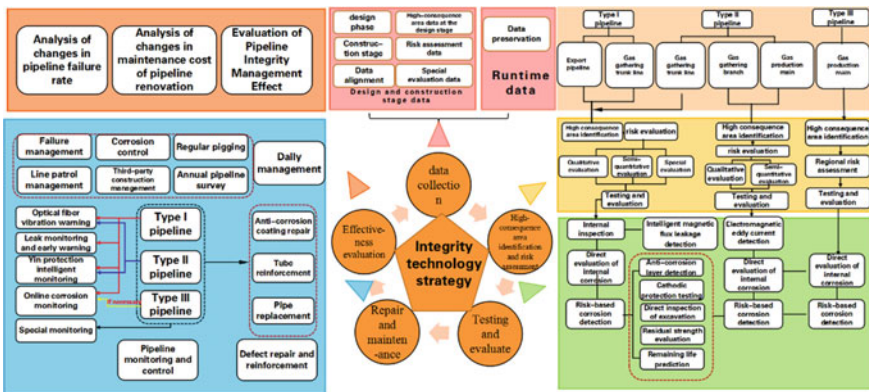 Analysis of
changes in
pipeline failure
rate
Analysis of
changes in
maintenance cost
of pipeline
renovation
Evaluation of
Pipeline
Integrity
Management
Effect
design
phase
High-consequence
area data at the
design stage
Construc-
tion stage
Risk assessment
data
Data
alignment
Special
evaluation data
Design and construction
stage data
Data
preservation
Runtime
data
Type I
pipeline
Type II
pipeline
Type III
pipeline
Export
pipeline
Gas
gathering
trunk line
Gas
gathering
trunk line
Gas
gathering
branch
Gas
production
main
Gas
production
main
High consequence
area identification
risk evaluation
Qualitative
evaluation
Semi-
quantitative
evaluation
Special
evaluation
Testing and
evaluation
High consequence
area identification
risk evaluation
Qualitative
evaluation
Semi-
quantitative
evaluation
Testing and
evaluation
High consequence
area identification
Regional risk
assessment
Testing and
evaluation
Failure
management
Corrosion
control
Regular pigging
Line patrol
management
Third-party
construction
management
Annual pipeline
survey
Dally
management
Optical fiber
vibration warning
Leak monitoring
and early warning
Yin protection
intelligent monitoring
Online corrosion
monitoring
Special monitoring
Type I
pipeline
Type II
pipeline
Type III
pipeline
If necessary
Anti-corrosion
coating repair
Tube
reinforcement
Pipe
replacement
Pipeline
monitoring and
control
Defect repair and
reinforcement
data
collectio
n
High-
consequence
area identification
and risk
assessment
Testing and
evaluate
Repair and
mainten
-ance
Effective-
ness evaluation
Integrity
technology
strategy
Internal
inspection
Intelligent magnetic
flux leakage
detection
Electromagnetic
eddy current
detection
Direct
evaluation
of internal
corrosion
Risk-based
corrosion
detection
Anti-corrosion
layer detection
Cathodic
protection testing
Direct inspection
of excavation
Residual strength
evaluation
Remaining life
prediction
Direct
evaluation of
internal
corrosion
Risk-based
corrosion
detection
Direct
evaluation of
internal corrosion
Risk-based
corrosion
detection